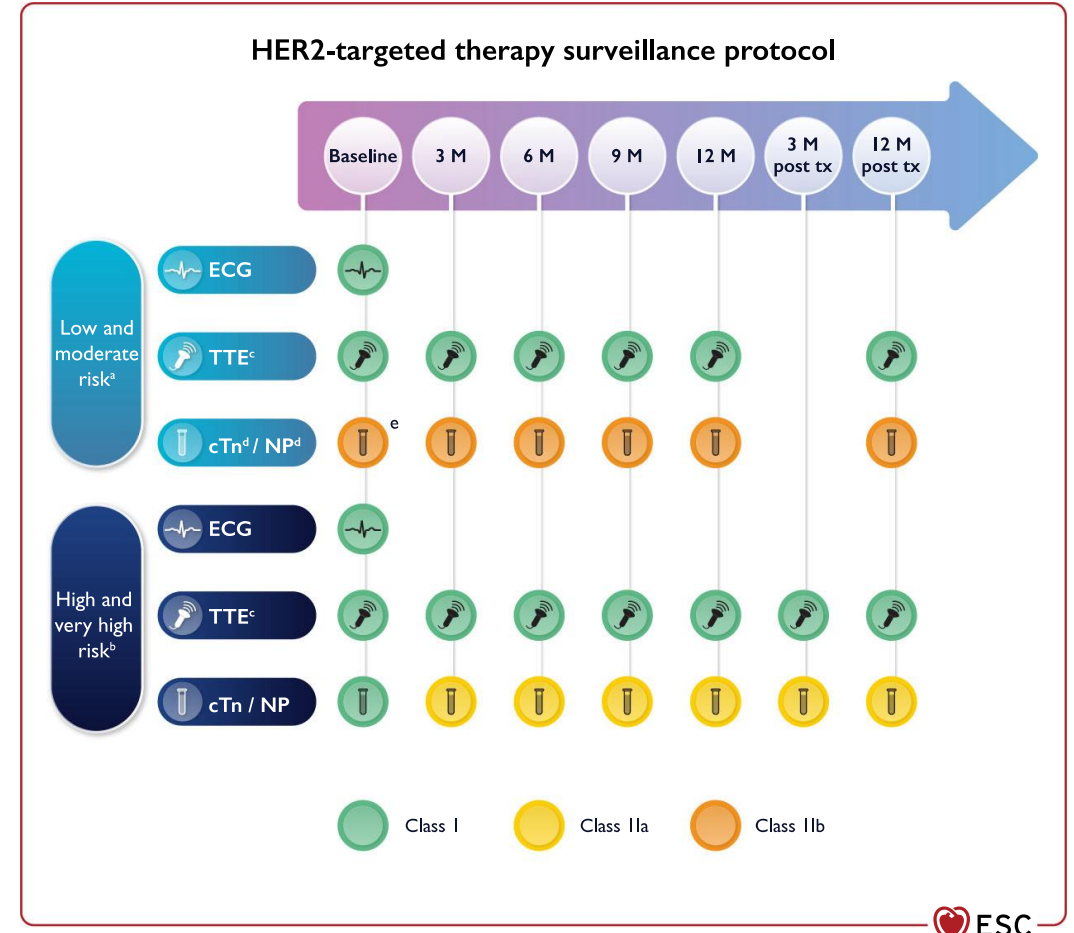 HER2-targeted therapy surveillance protocol
Baseline
3 M
6 M
9 M
12 M
3 M
post tx
12 M
post tx
Low and
moderate
riskᵃ
ECG
TTEᶜ
cTnᵈ / NPᵈ
e
High and
very high
riskᵇ
ECG
TTEᶜ
cTn / NP
Class I
Class IIa
Class IIb
ESC